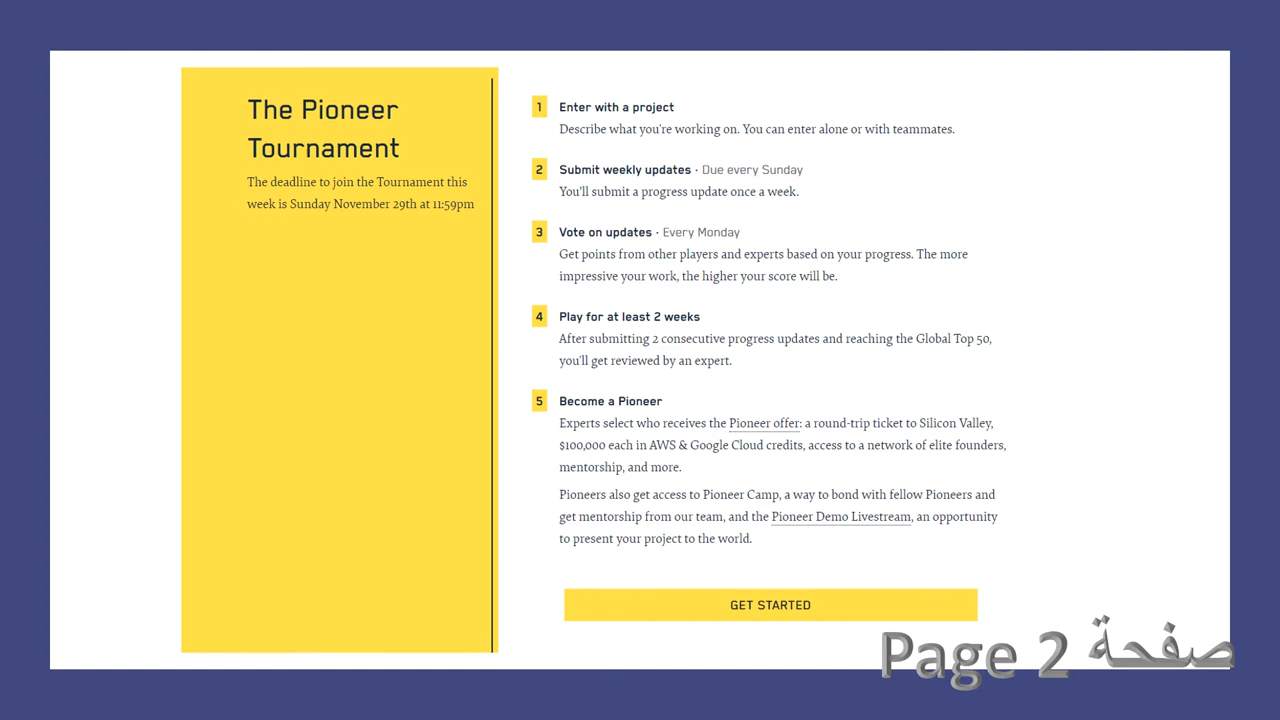 The Pioneer
Tournament
The deadline to join the Tournament this
week is Sunday November 29th at 11:59pm
1 Enter with a project
Describe what you're working on. You can enter alone or with teammates.
2 Submit weekly updates · Due every Sunday
You'll submit a progress update once a week.
3 Vote on updates · Every Monday
Get points from other players and experts based on your progress. The more
impressive your work, the higher your score will be.
4 Play for at least 2 weeks
After submitting 2 consecutive progress updates and reaching the Global Top 50,
you'll get reviewed by an expert.
5 Become a Pioneer
Experts select who receives the Pioneer offer: a round-trip ticket to Silicon Valley,
$100,000 each in AWS & Google Cloud credits, access to a network of elite founders,
mentorship, and more.
Pioneers also get access to Pioneer Camp, a way to bond with fellow Pioneers and
get mentorship from our team, and the Pioneer Demo Livestream, an opportunity
to present your project to the world.
GET STARTED
Page 2 صفحة